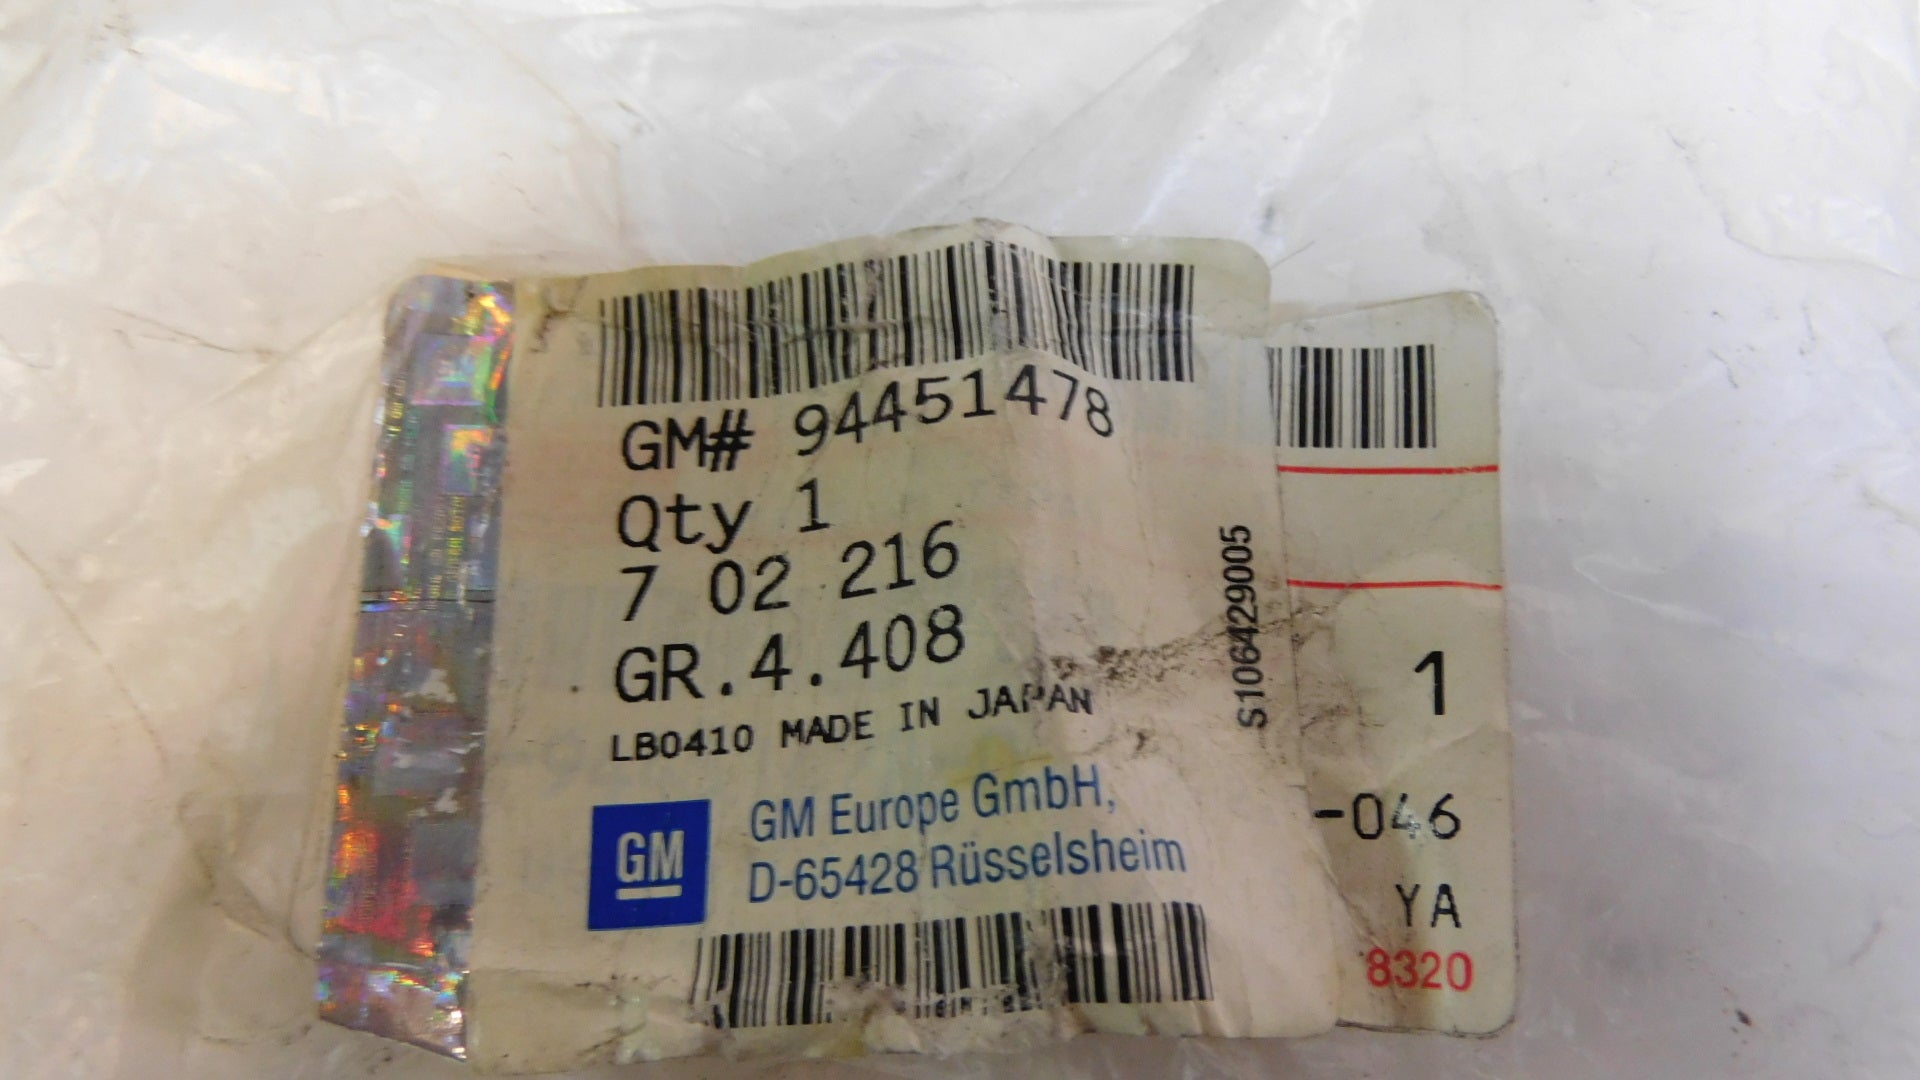 GM# 94451478
Qty 1
7 02 216
GR.4.408
LB0410 MADE IN JAPAN
S106429005
GM
GM Europe GmbH,
D-65428 Rüsselsheim
1
-046
YA
8320